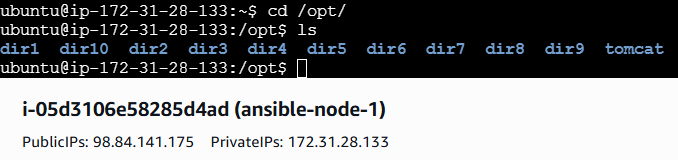 ubuntu@ip-172-31-28-133:~$ cd /opt/
ubuntu@ip-172-31-28-133:/opt$ ls
dir1 dir10 dir2 dir3 dir4 dir5 dir6 dir7 dir8 dir9 tomcat
ubuntu@ip-172-31-28-133:/opt$
i-05d3106e58285d4ad (ansible-node-1)
PublicIPs: 98.84.141.175 PrivateIPs: 172.31.28.133